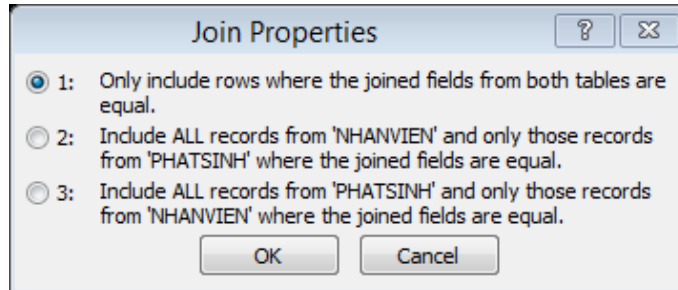 Join Properties
1: Only include rows where the joined fields from both tables are
equal.
2: Include ALL records from 'NHANVIEN' and only those records
from 'PHATSINH' where the joined fields are equal.
3: Include ALL records from 'PHATSINH' and only those records
from 'NHANVIEN' where the joined fields are equal.
OK Cancel